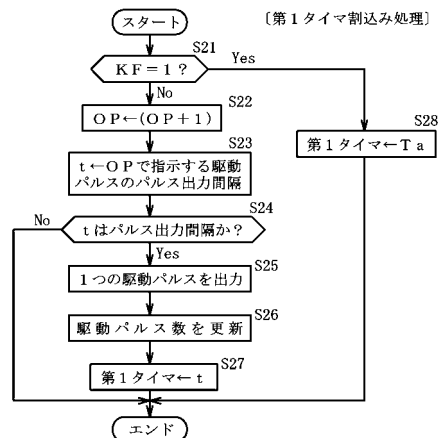 スタート
〔第１タイマ割込み処理〕
S21
ＫＦ＝１？
Yes
No
S22
ＯＰ←(ＯＰ＋１)
S23
ｔ←ＯＰで指示する駆動
パルスのパルス出力間隔
S28
第１タイマ←Ｔａ
S24
No
ｔはパルス出力間隔か？
Yes
S25
１つの駆動パルスを出力
S26
駆動パルス数を更新
S27
第１タイマ←ｔ
エンド